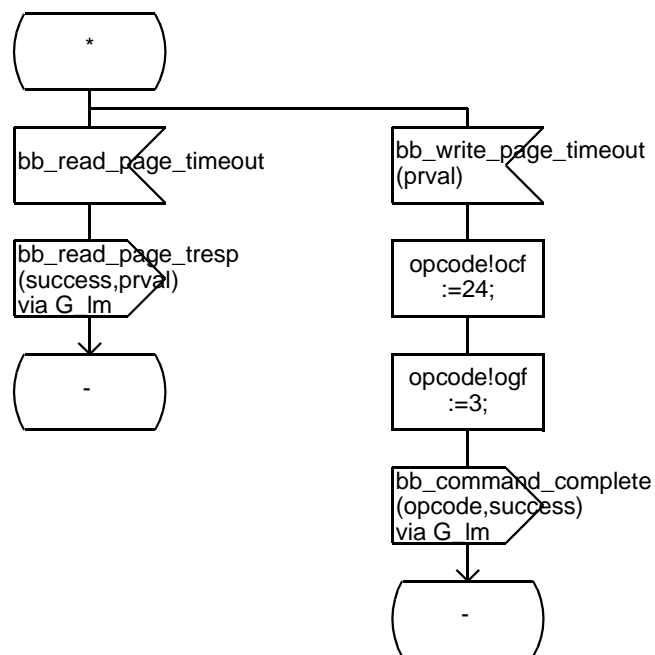 *
bb_read_page_timeout
bb_read_page_tresp
(success,prval)
via G_lm
-
bb_write_page_timeout
(prval)
opcode!ocf
:=24;
opcode!ogf
:=3;
bb_command_complete
(opcode,success)
via G_lm
-